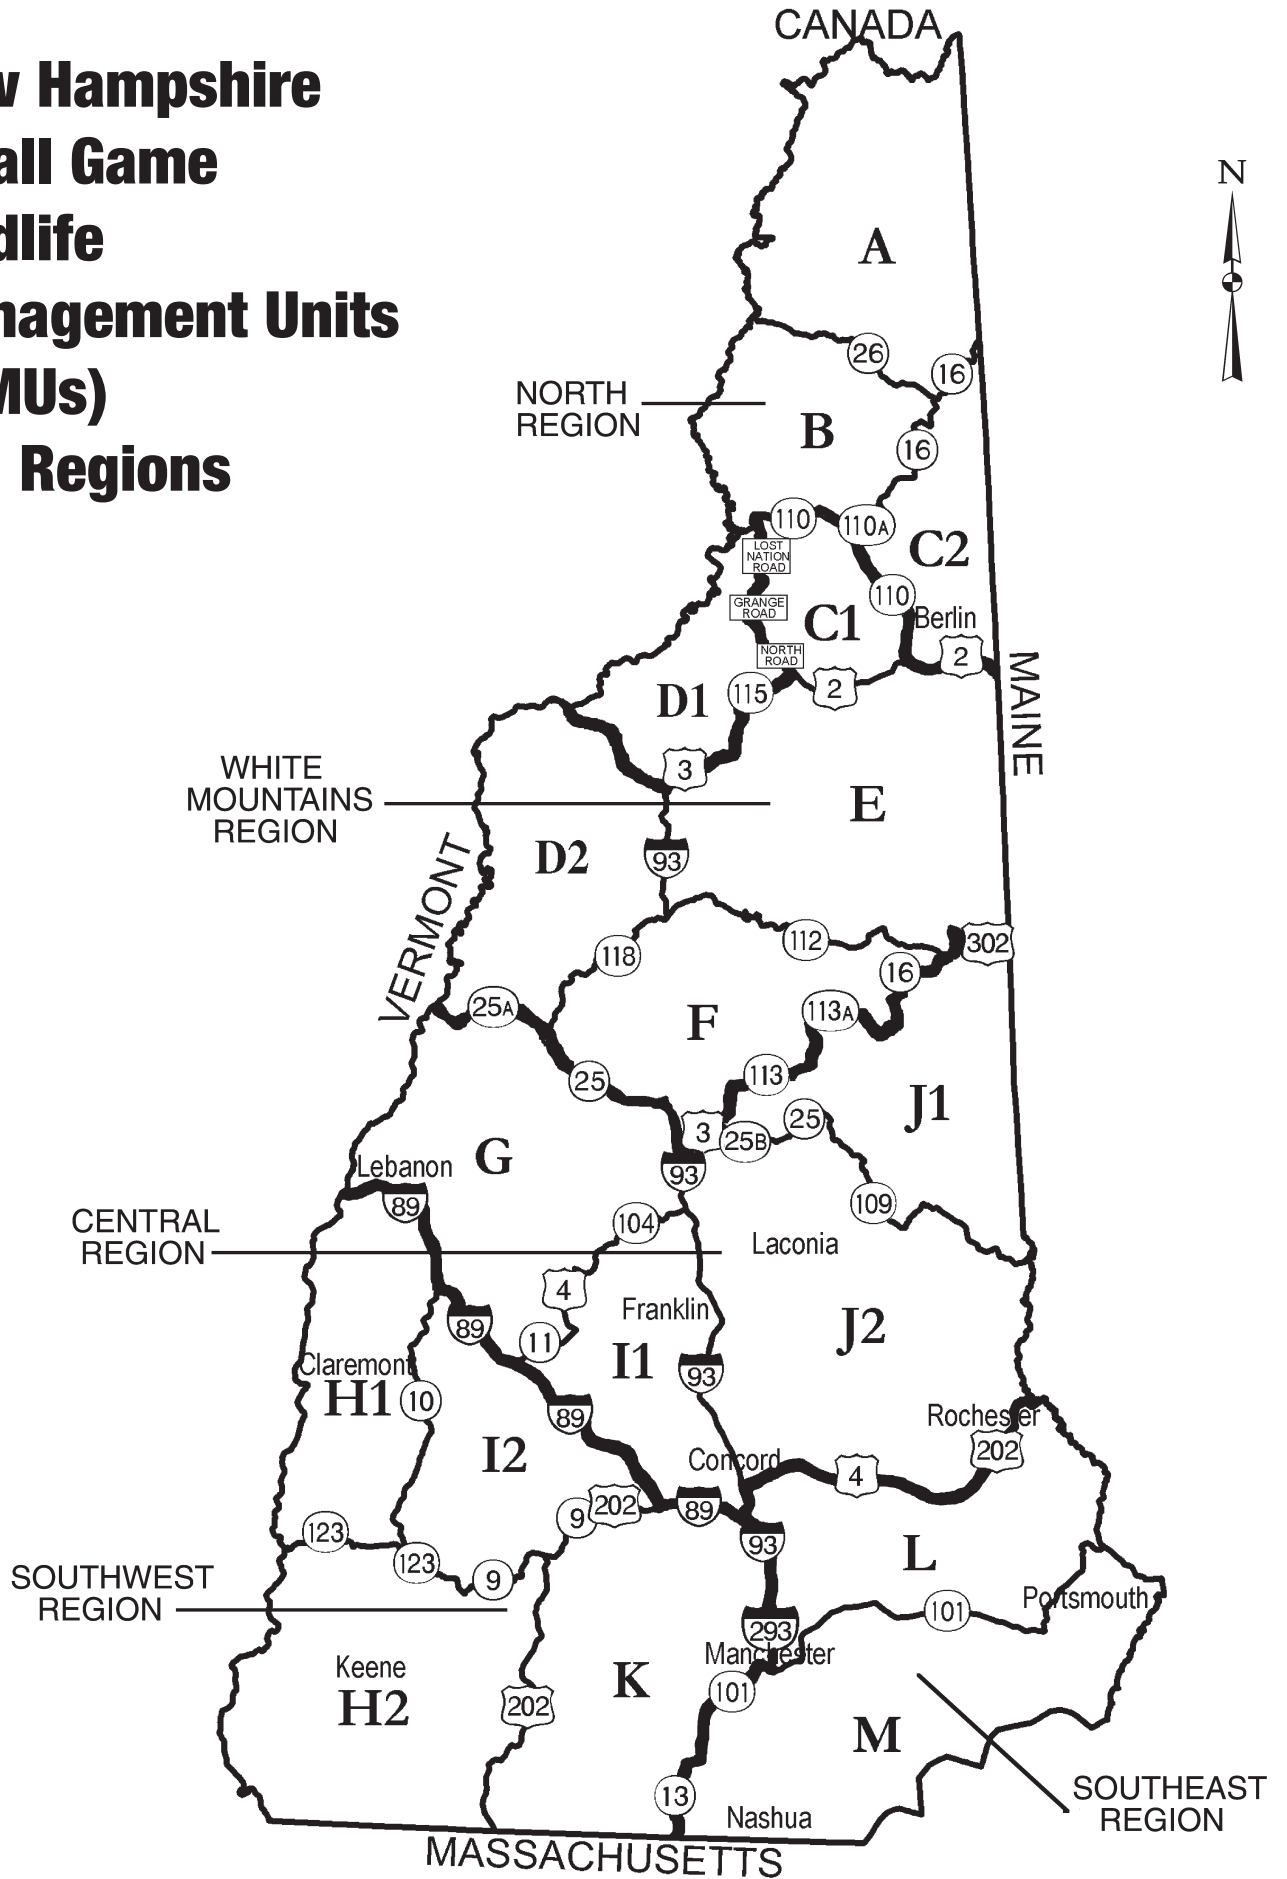 CANADA
w Hampshire
all Game
dlife
nagement Units
MUs)
Regions
N
A
26
16
NORTH
REGION
B
16
110
110A
C2
LOST
NATION
ROAD
110
GRANGE
ROAD
C1
Berlin
NORTH
ROAD
2
MAINE
115
2
D1
3
WHITE
MOUNTAINS
REGION
E
D2
93
VERMONT
118
112
302
16
25A
F
113A
25
113
J1
3
25B
25
G
Lebanon
93
89
109
CENTRAL
REGION
104
Laconia
4
Franklin
89
11
J2
I1
Claremont
93
H1
10
89
Rochester
I2
Concord
4
202
9
202
89
123
93
L
123
9
SOUTHWEST
REGION
Portsmouth
101
293
Manchester
Keene
H2
K
101
202
M
13
Nashua
SOUTHEAST
REGION
MASSACHUSETTS